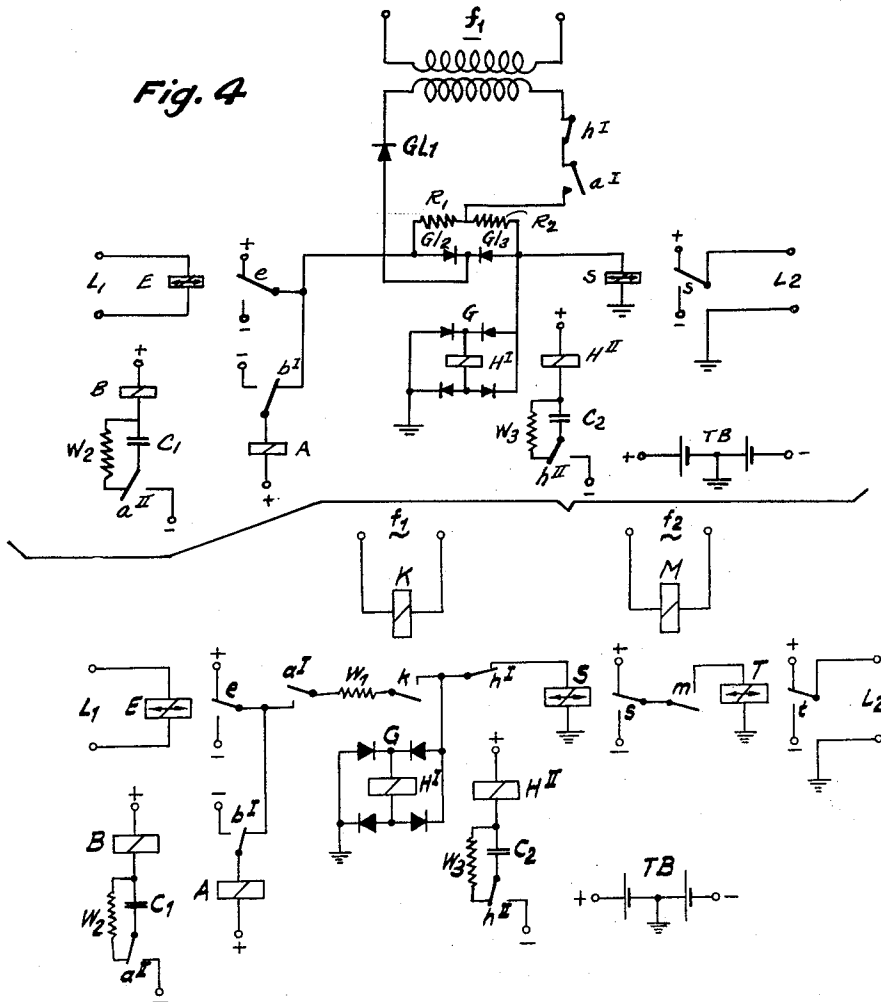 f₁
Fig. 4
hᴵ
GL1
aᴵ
R₁
R₂
Gl₂
Gl₃
+
e
+
L₁
E
S
s
L2
−
−
G
+
−
bᴵ
Hᴵ
Hᴵᴵ
+
B
W₂
C₁
A
W₃
C₂
+ TB −
hᴵᴵ
aᴵᴵ
−
+
−
f₁
~
f₂
~
K
M
+
aᴵ
W₁
k
hᴵ
+
T
+
L₁
E
e
S
s
m
t
L2
−
−
−
G
+
−
bᴵ
Hᴵ
Hᴵᴵ
+
B
A
W₃
C₂
TB
W₂
C₁
+
−
+
hᴵᴵ
aᴵᴵ
−
−